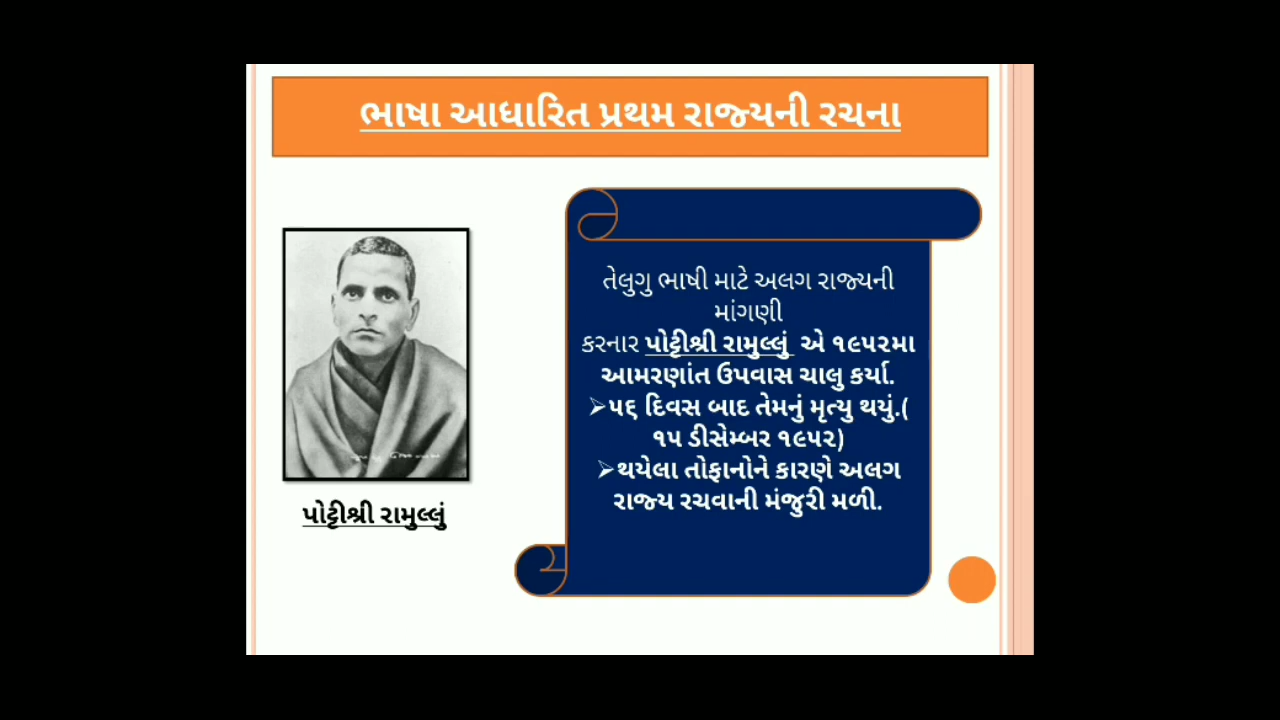 ભાષા આધારિત પ્રથમ રાજ્યની રચના
તેલુગુ ભાષી માટે અલગ રાજ્યની
માંગણી
કરનાર પોટ્ટીશ્રી રામુલ્લું એ ૧૯૫૨મા
આમરણાંત ઉપવાસ ચાલુ કર્યા.
➢૫૬ દિવસ બાદ તેમનું મૃત્યુ થયું.(
૧૫ ડીસેમ્બર ૧૯૫૨)
➢થયેલા તોફાનોને કારણે અલગ
રાજ્ય રચવાની મંજુરી મળી.
પોટ્ટીશ્રી રામુલ્લું